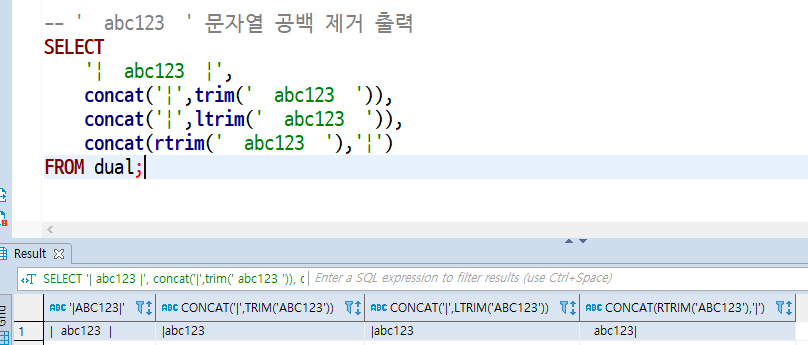 -- '  abc123  ' 문자열 공백 제거 출력
SELECT
'¦  abc123  ¦',
concat('¦',trim('  abc123  ')),
concat('¦',ltrim('  abc123  ')),
concat(rtrim('  abc123  '),'¦')
FROM dual;
Result
SELECT '| abc123 |', concat('|',trim(' abc123 ')), c Enter a SQL expression to filter results (use Ctrl+Space)
ABC '|ABC123|' ABC CONCAT('|',TRIM('ABC123')) ABC CONCAT('|',LTRIM('ABC123')) ABC CONCAT(RTRIM('ABC123'),'|')
1 |  abc123  | |abc123 |abc123   abc123|